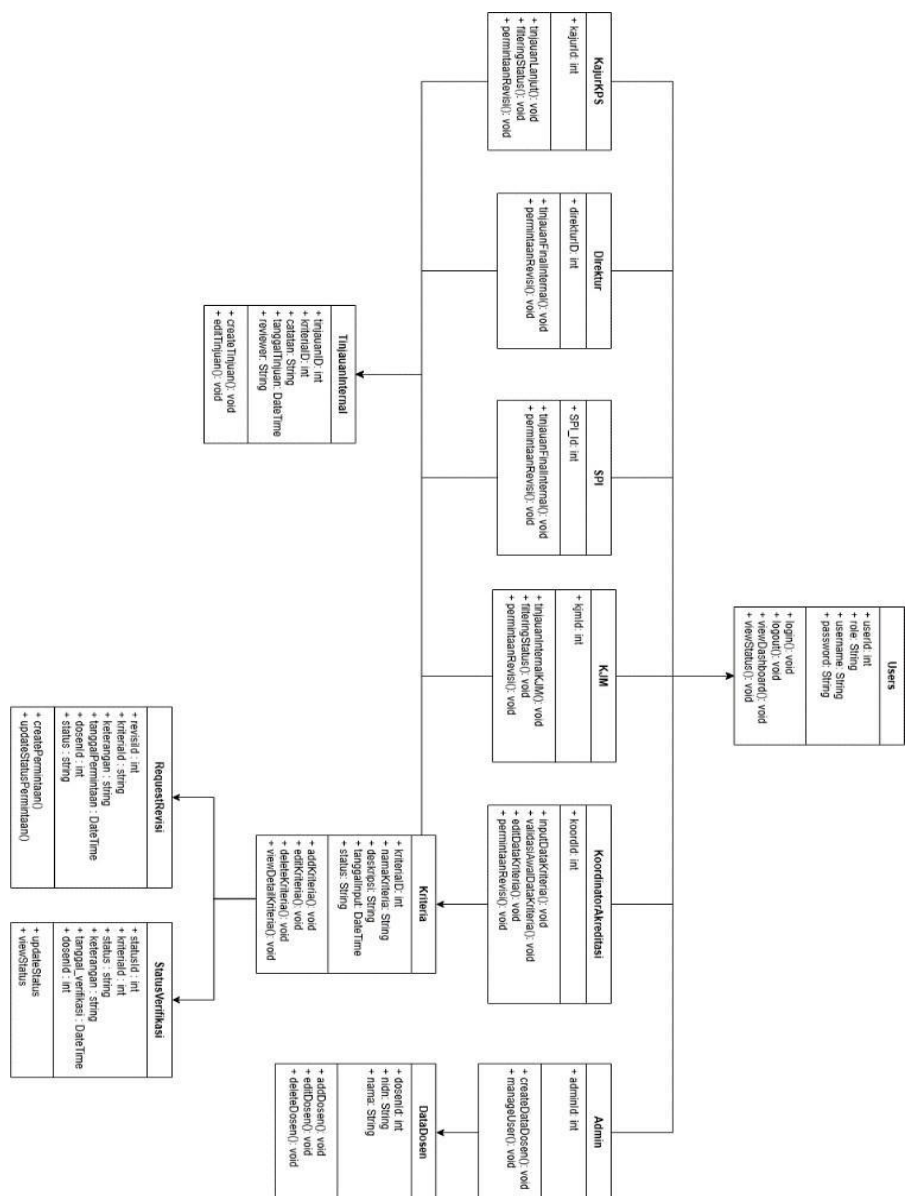 Users
+ userId: int
+ role: String
+ username: String
+ password: String
+ login(): void
+ logout(): void
+ viewDashboard(): void
+ viewStatus(): void
KajurKPS
+ kajurId: int
+ tinjauanLanjut(): void
+ filteringStatus(): void
+ permintaanRevisi(): void
DIrektur
+ direkturID: int
+ tinjauanFinalInternal(): void
+ permintaanRevisi(): void
SPI
+ SPI_Id: int
+ tinjauanFinalInternal(): void
+ permintaanRevisi(): void
KJM
+ kjmId: int
+ tinjauanInternalKJM(): void
+ filteringStatus(): void
+ permintaanRevisi(): void
KoordinatorAkreditasi
+ koordId: int
+ inputDataKriteria(): void
+ validasiAwalDataKriteria(): void
+ editDataKriteria(): void
+ permintaanRevisi(): void
Admin
+ adminId: int
+ createDataDosen(): void
+ manageUser(): void
TinjauanInternal
+ tinjauanID: int
+ kriteriaID: int
+ catatan: String
+ tanggalTinjuan: DateTime
+ reviewer: String
+ createTinjuan(): void
+ editTinjuan(): void
Kriteria
+ kriteriaID: int
+ namaKriteria: String
+ deskripsi: String
+ tanggalInput: DateTime
+ status: String
+ addKriteria(): void
+ editKriteria(): void
+ deleteKriteria(): void
+ viewDetailKriteria(): void
DataDosen
+ dosenId: int
+ nidn: String
+ nama: String
+ addDosen(): void
+ editDosen(): void
+ deleteDosen(): void
RequestRevisi
+ revisiId : int
+ kriteriaId : string
+ keterangan : string
+ tanggalPermintaan : DateTime
+ dosenId : int
+ status : string
+ createPermintaan()
+ updateStatusPermintaan()
StatusVerifikasi
+ statusId : int
+ kriteriaId : int
+ status : string
+ keterangan : string
+ tanggal_verifikasi : DateTime
+ dosenId : int
+ updateStatus
+ viewStatus